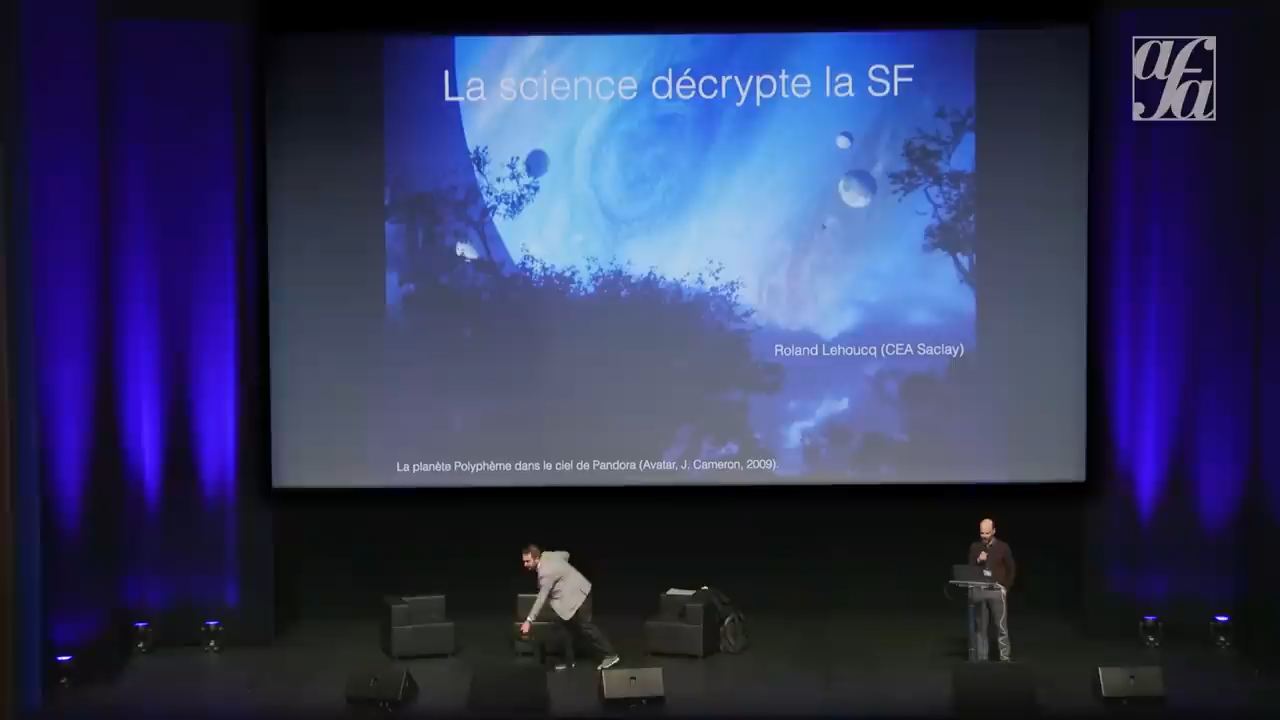 La science décrypte la SF
afa
Roland Lehoucq (CEA Saclay)
La planète Polyphème dans le ciel de Pandora (Avatar, J. Cameron, 2009).